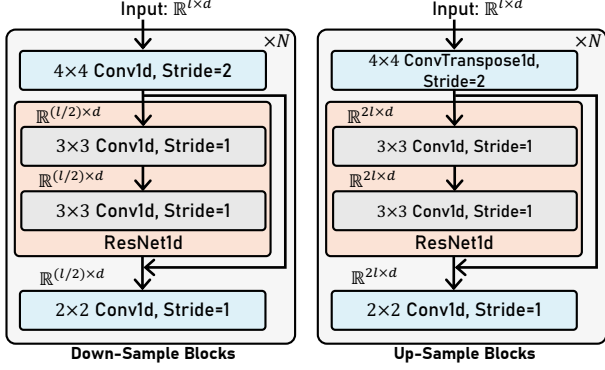 Input: ℝ^{l×d}
×N
4×4 Conv1d, Stride=2
ℝ^{(l/2)×d}
3×3 Conv1d, Stride=1
ℝ^{(l/2)×d}
3×3 Conv1d, Stride=1
ResNet1d
ℝ^{(l/2)×d}
2×2 Conv1d, Stride=1
Down-Sample Blocks
Input: ℝ^{l×d}
×N
4×4 ConvTranspose1d,
Stride=2
ℝ^{2l×d}
3×3 Conv1d, Stride=1
ℝ^{2l×d}
3×3 Conv1d, Stride=1
ResNet1d
ℝ^{2l×d}
2×2 Conv1d, Stride=1
Up-Sample Blocks